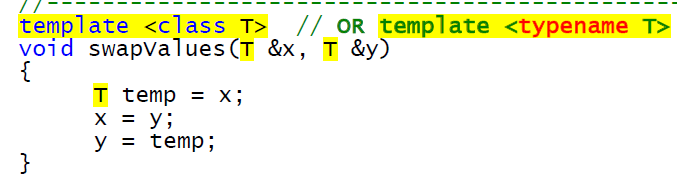 //--------------------------------------------
template <class T>  // OR template <typename T>
void swapValues(T &x, T &y)
{
      T temp = x;
      x = y;
      y = temp;
}